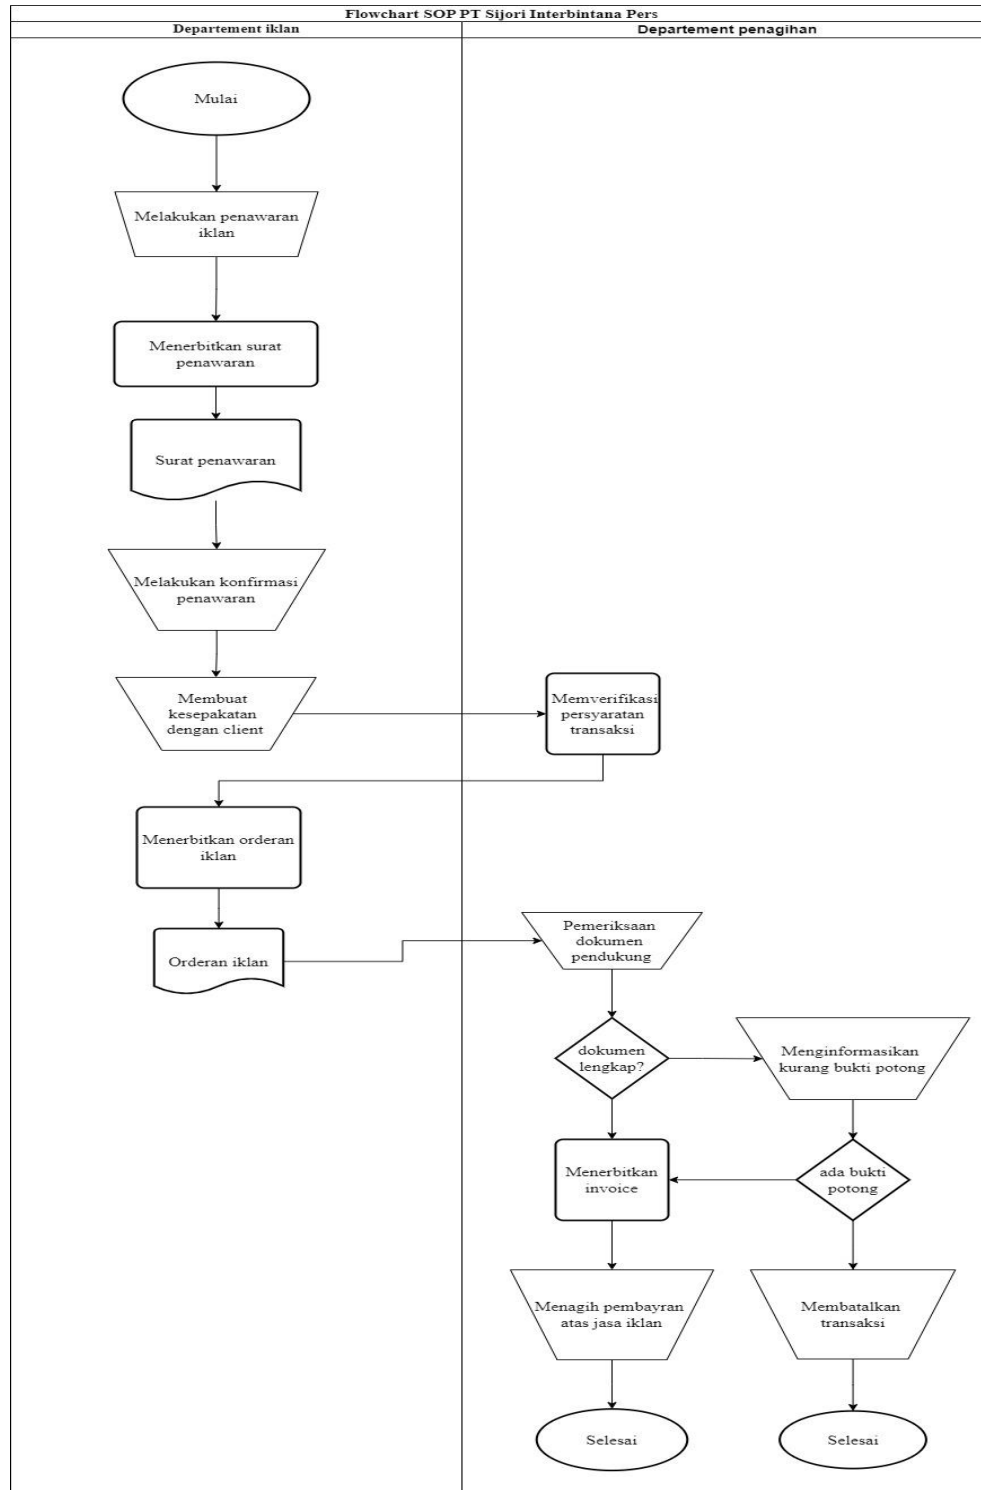 Flowchart SOP PT Sijori Interbintana Pers
Departement iklan
Departement penagihan
Mulai
Melakukan penawaran
iklan
Menerbitkan surat
penawaran
Surat penawaran
Melakukan konfirmasi
penawaran
Membuat
kesepakatan
dengan client
Memverifikasi
persyaratan
transaksi
Menerbitkan orderan
iklan
Orderan iklan
Pemeriksaan
dokumen
pendukung
dokumen
lengkap?
Menginformasikan
kurang bukti potong
Menerbitkan
invoice
ada bukti
potong
Menagih pembayran
atas jasa iklan
Membatalkan
transaksi
Selesai
Selesai